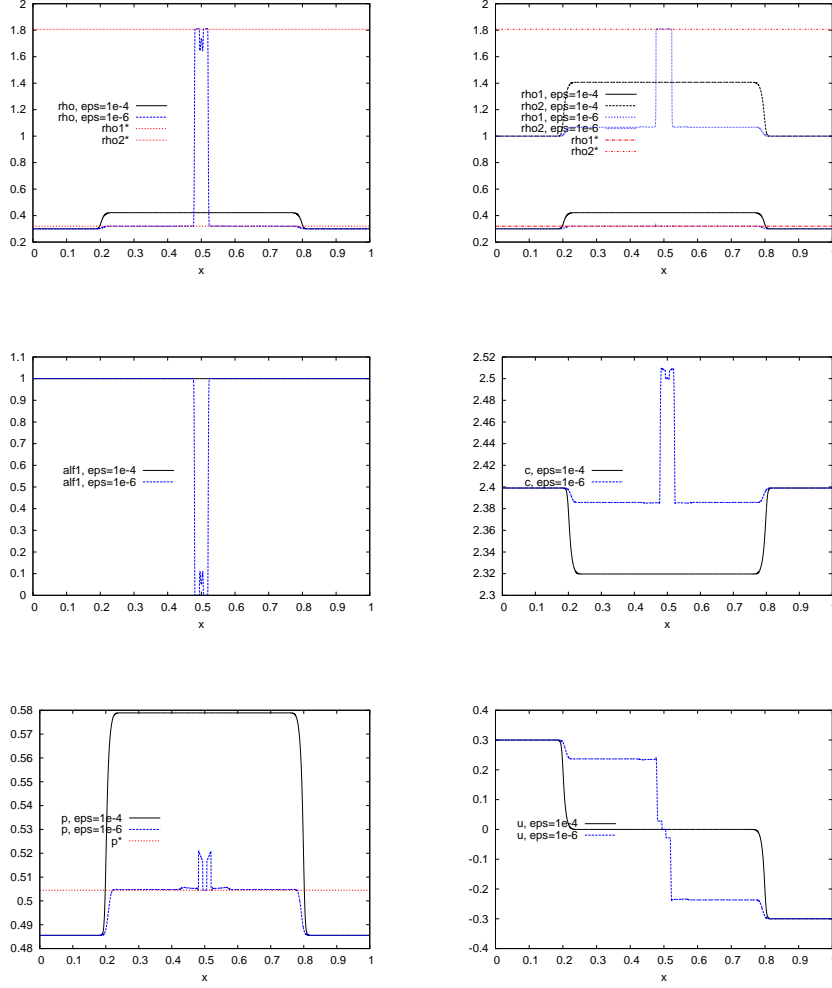 2
1.8
1.6
1.4
1.2
1
0.8
0.6
0.4
0.2
rho, eps=1e-4
rho, eps=1e-6
rho1*
rho2*
0 0.1 0.2 0.3 0.4 0.5 0.6 0.7 0.8 0.9 1
x
2
1.8
1.6
1.4
1.2
1
0.8
0.6
0.4
0.2
rho1, eps=1e-4
rho2, eps=1e-4
rho1, eps=1e-6
rho2, eps=1e-6
rho1*
rho2*
0 0.1 0.2 0.3 0.4 0.5 0.6 0.7 0.8 0.9 1
x
1.1
1
0.9
0.8
0.7
0.6
0.5
0.4
0.3
0.2
0.1
0
alf1, eps=1e-4
alf1, eps=1e-6
0 0.1 0.2 0.3 0.4 0.5 0.6 0.7 0.8 0.9 1
x
2.52
2.5
2.48
2.46
2.44
2.42
2.4
2.38
2.36
2.34
2.32
2.3
c, eps=1e-4
c, eps=1e-6
0 0.1 0.2 0.3 0.4 0.5 0.6 0.7 0.8 0.9 1
x
0.58
0.57
0.56
0.55
0.54
0.53
0.52
0.51
0.5
0.49
0.48
p, eps=1e-4
p, eps=1e-6
p*
0 0.1 0.2 0.3 0.4 0.5 0.6 0.7 0.8 0.9 1
x
0.4
0.3
0.2
0.1
0
-0.1
-0.2
-0.3
-0.4
u, eps=1e-4
u, eps=1e-6
0 0.1 0.2 0.3 0.4 0.5 0.6 0.7 0.8 0.9 1
x